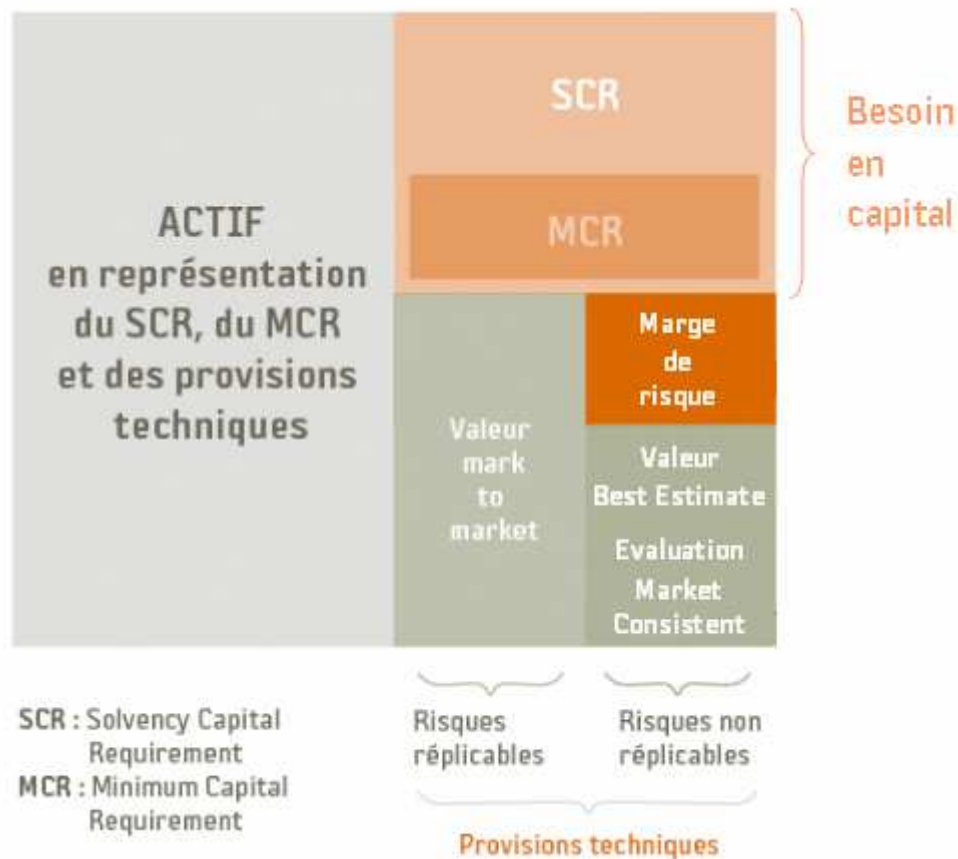 ACTIF
en représentation
du SCR, du MCR
et des provisions
techniques
SCR
MCR
Besoin
en
capital
Valeur
mark
to
market
Marge
de
risque
Valeur
Best Estimate
Evaluation
Market
Consistent
SCR : Solvency Capital
Requirement
MCR : Minimum Capital
Requirement
Risques
réplicables
Risques non
réplicables
Provisions techniques